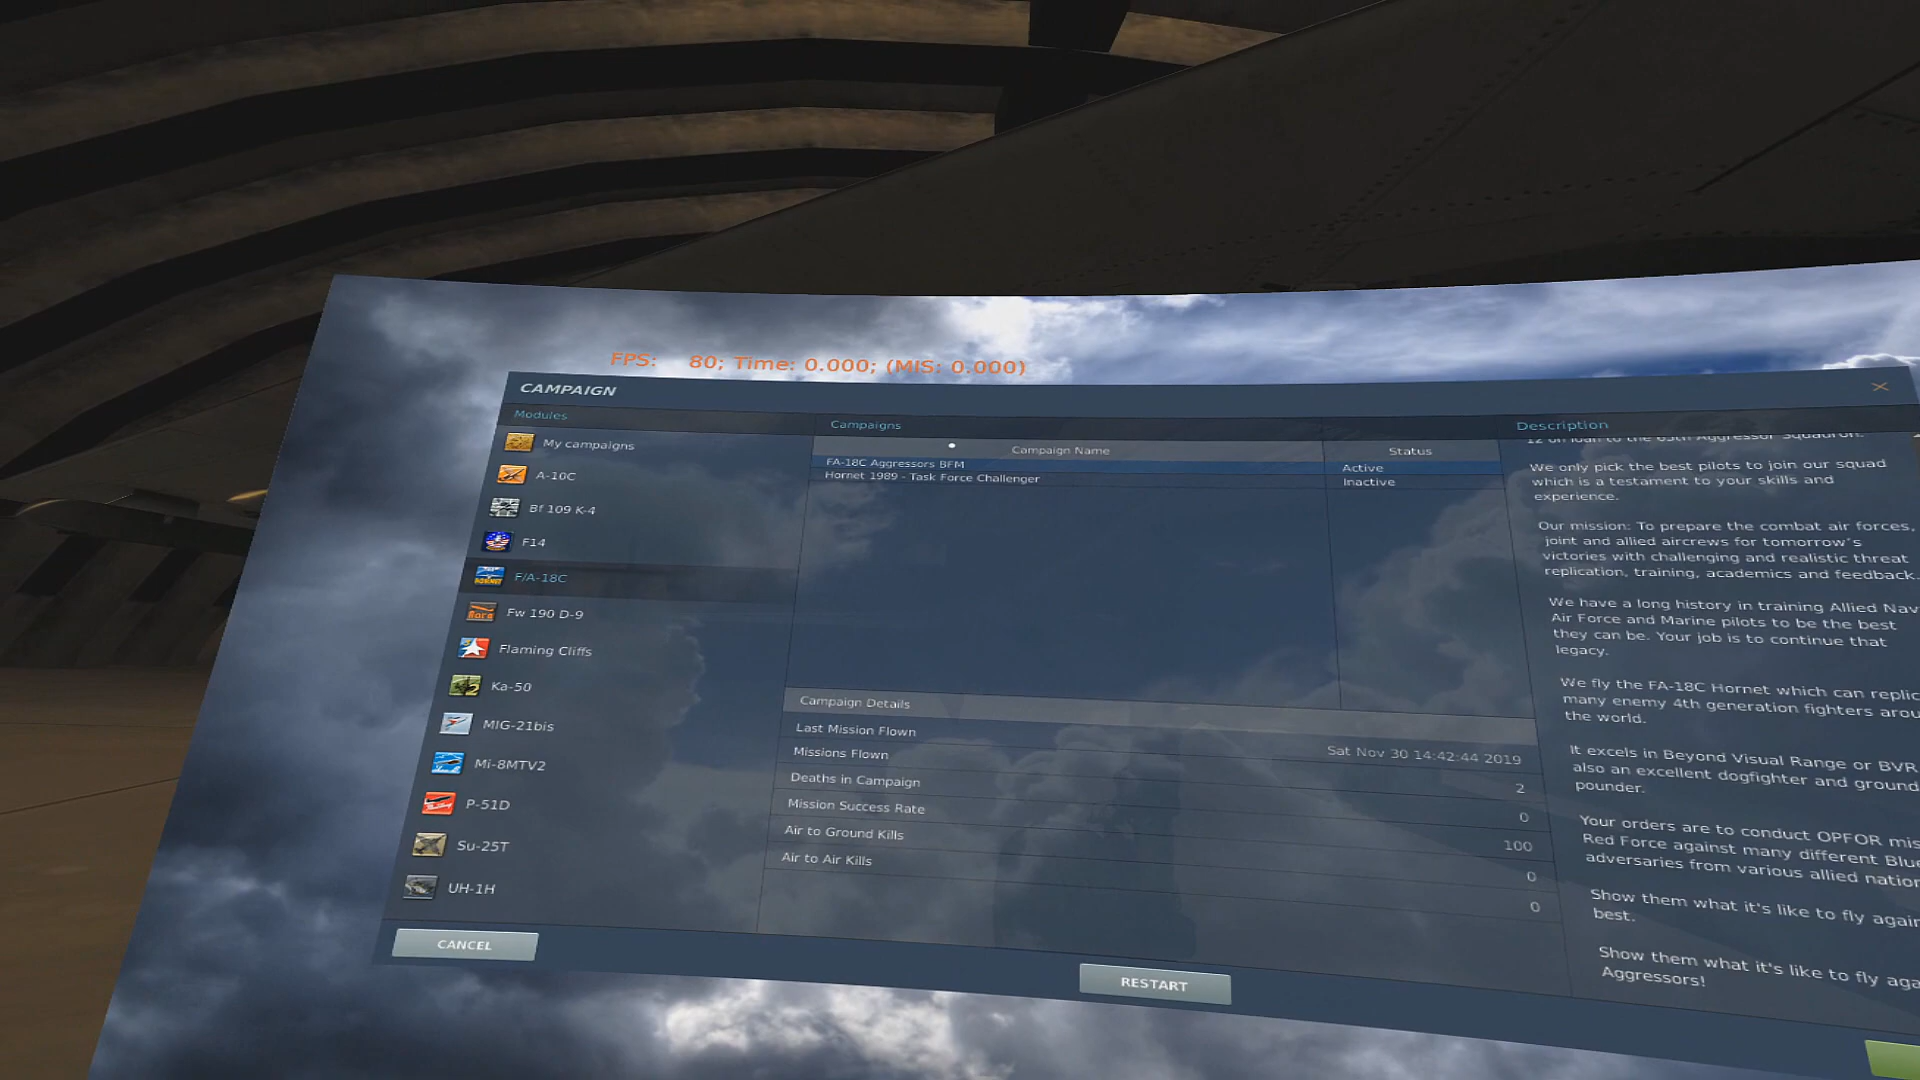 FPS: 80; Time: 0.000; (MIS: 0.000)
CAMPAIGN
Modules
My campaigns
A-10C
Bf 109 K-4
F14
F/A-18C
Fw 190 D-9
Flaming Cliffs
Ka-50
MIG-21bis
Mi-8MTV2
P-51D
Su-25T
UH-1H
CANCEL
Campaigns
Campaign Name Status
FA-18C Aggressors BFM Active
Hornet 1989 - Task Force Challenger Inactive
Campaign Details
Last Mission Flown Sat Nov 30 14:42:44 2019
Missions Flown 2
Deaths in Campaign 0
Mission Success Rate 100
Air to Ground Kills 0
Air to Air Kills 0
RESTART
Description
12 on loan to the 65th Aggressor Squadron.
We only pick the best pilots to join our squad
which is a testament to your skills and
experience.
Our mission: To prepare the combat air forces,
joint and allied aircrews for tomorrow's
victories with challenging and realistic threat
replication, training, academics and feedback.
We have a long history in training Allied Nav
Air Force and Marine pilots to be the best
they can be. Your job is to continue that
legacy.
We fly the FA-18C Hornet which can replic
many enemy 4th generation fighters arou
the world.
It excels in Beyond Visual Range or BVR
also an excellent dogfighter and ground
pounder.
Your orders are to conduct OPFOR mis
Red Force against many different Blue
adversaries from various allied nation
Show them what it's like to fly again
best.
Show them what it's like to fly aga
Aggressors!